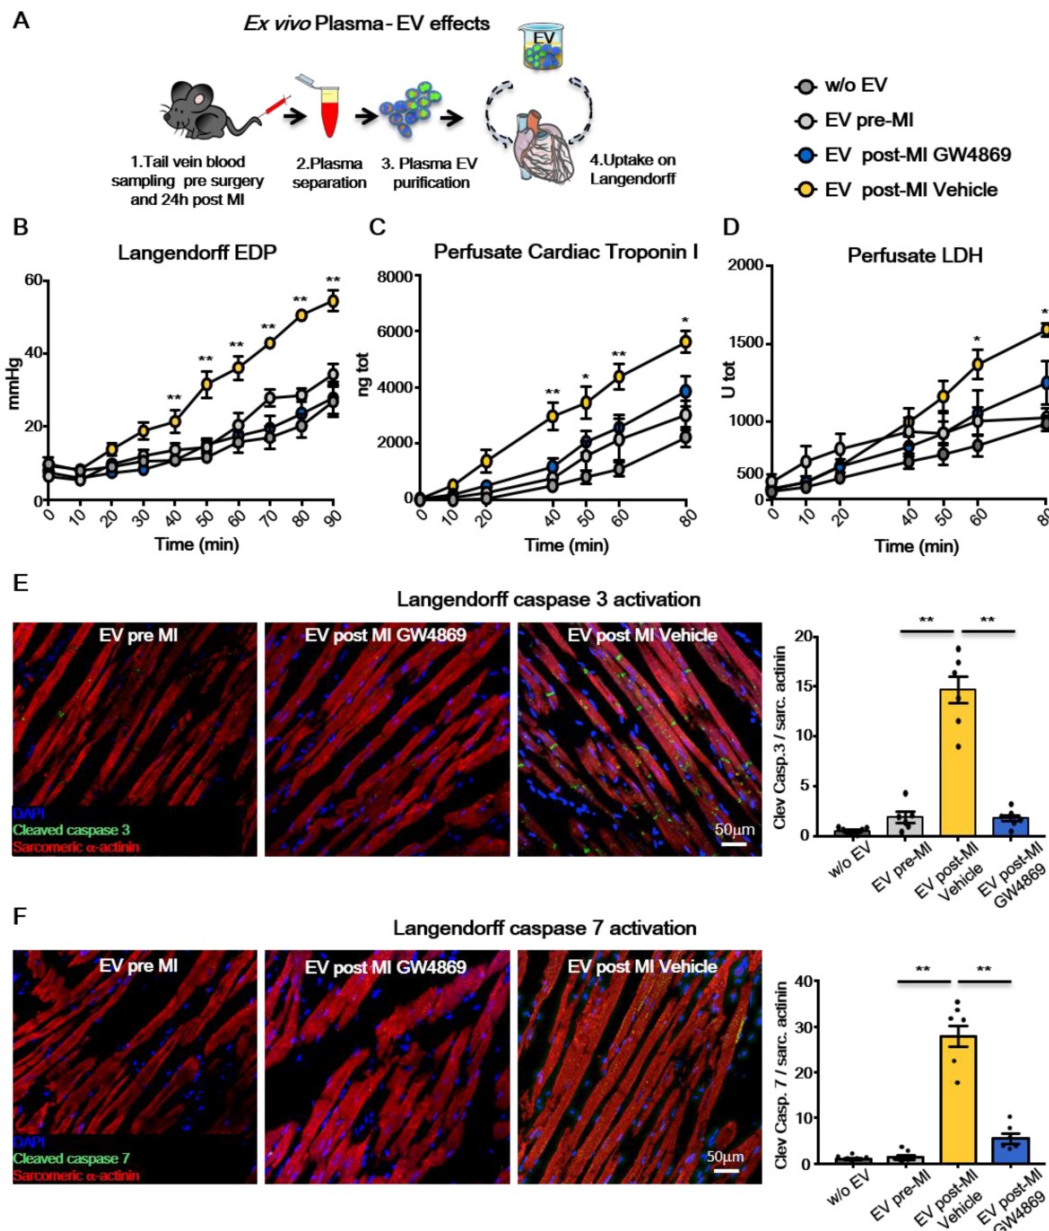 A
Ex vivo Plasma-EV effects
EV
1.Tail vein blood
sampling pre surgery
and 24h post MI
2.Plasma
separation
3. Plasma EV
purification
4.Uptake on
Langendorff
w/o EV
EV pre-MI
EV post-MI GW4869
EV post-MI Vehicle
B
Langendorff EDP
mmHg
60
40
20
0
** ** ** ** ** **
0 10 20 30 40 50 60 70 80 90
Time (min)
C
Perfusate Cardiac Troponin I
ng tot
8000
6000
4000
2000
0
** * ** *
0 10 20 40 50 60 80
Time (min)
D
Perfusate LDH
U tot
2000
1500
1000
500
0
* *
0 10 20 40 50 60 80
Time (min)
E
Langendorff caspase 3 activation
EV pre MI
DAPI
Cleaved caspase 3
Sarcomeric α-actinin
EV post MI GW4869
EV post MI Vehicle
50μm
Clev Casp.3 / sarc. actinin
20
15
10
5
0
** **
w/o EV
EV pre-MI
EV post-MI
Vehicle
EV post-MI
GW4869
F
Langendorff caspase 7 activation
EV pre MI
DAPI
Cleaved caspase 7
Sarcomeric α-actinin
EV post MI GW4869
EV post MI Vehicle
50μm
Clev Casp. 7 / sarc. actinin
40
30
20
10
0
** **
w/o EV
EV pre-MI
EV post-MI
Vehicle
EV post-MI
GW4869